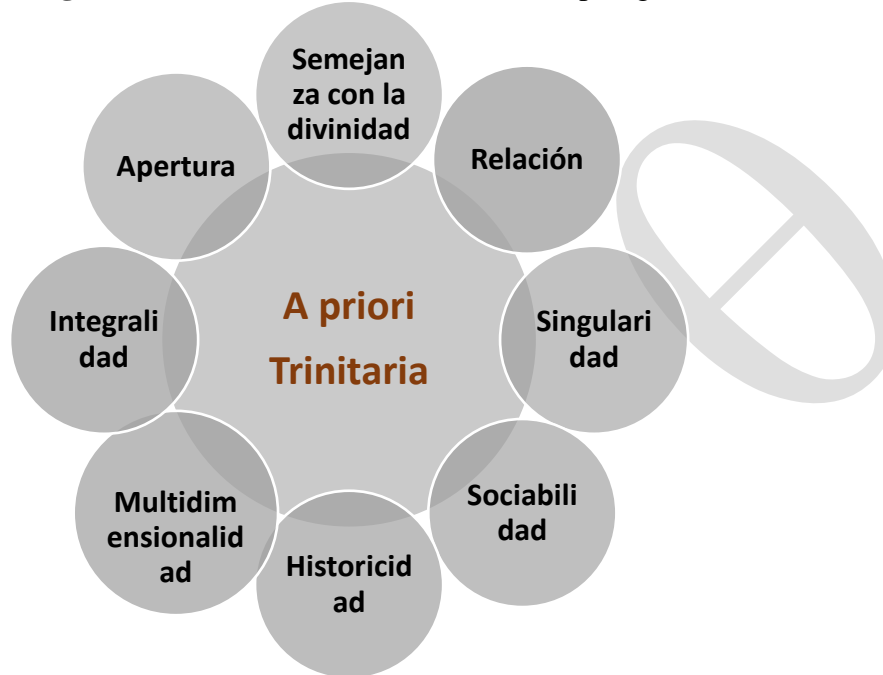 Semejan
za con la
divinidad
Relación
Singulari
dad
Sociabili
dad
Historicid
ad
Multidim
ensionalid
ad
Integrali
dad
Apertura
A priori
Trinitaria